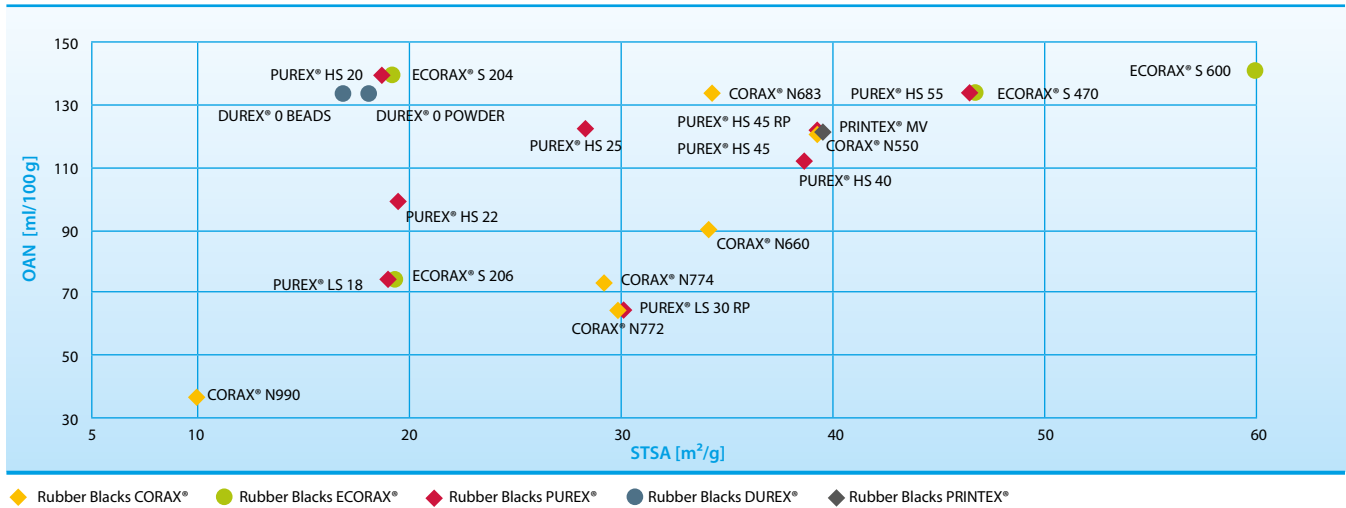 150
ECORAX® S 600
PUREX® HS 20
ECORAX® S 204
CORAX® N683
PUREX® HS 55
ECORAX® S 470
130
DUREX® 0 BEADS
DUREX® 0 POWDER
PUREX® HS 45 RP
PRINTEX® MV
PUREX® HS 25
PUREX® HS 45
CORAX® N550
110
PUREX® HS 40
PUREX® HS 22
90
CORAX® N660
OAN [ml/100g]
PUREX® LS 18
ECORAX® S 206
CORAX® N774
70
PUREX® LS 30 RP
CORAX® N772
50
CORAX® N990
30
5
10
20
30
40
50
60
STSA [m²/g]
Rubber Blacks CORAX®
Rubber Blacks ECORAX®
Rubber Blacks PUREX®
Rubber Blacks DUREX®
Rubber Blacks PRINTEX®